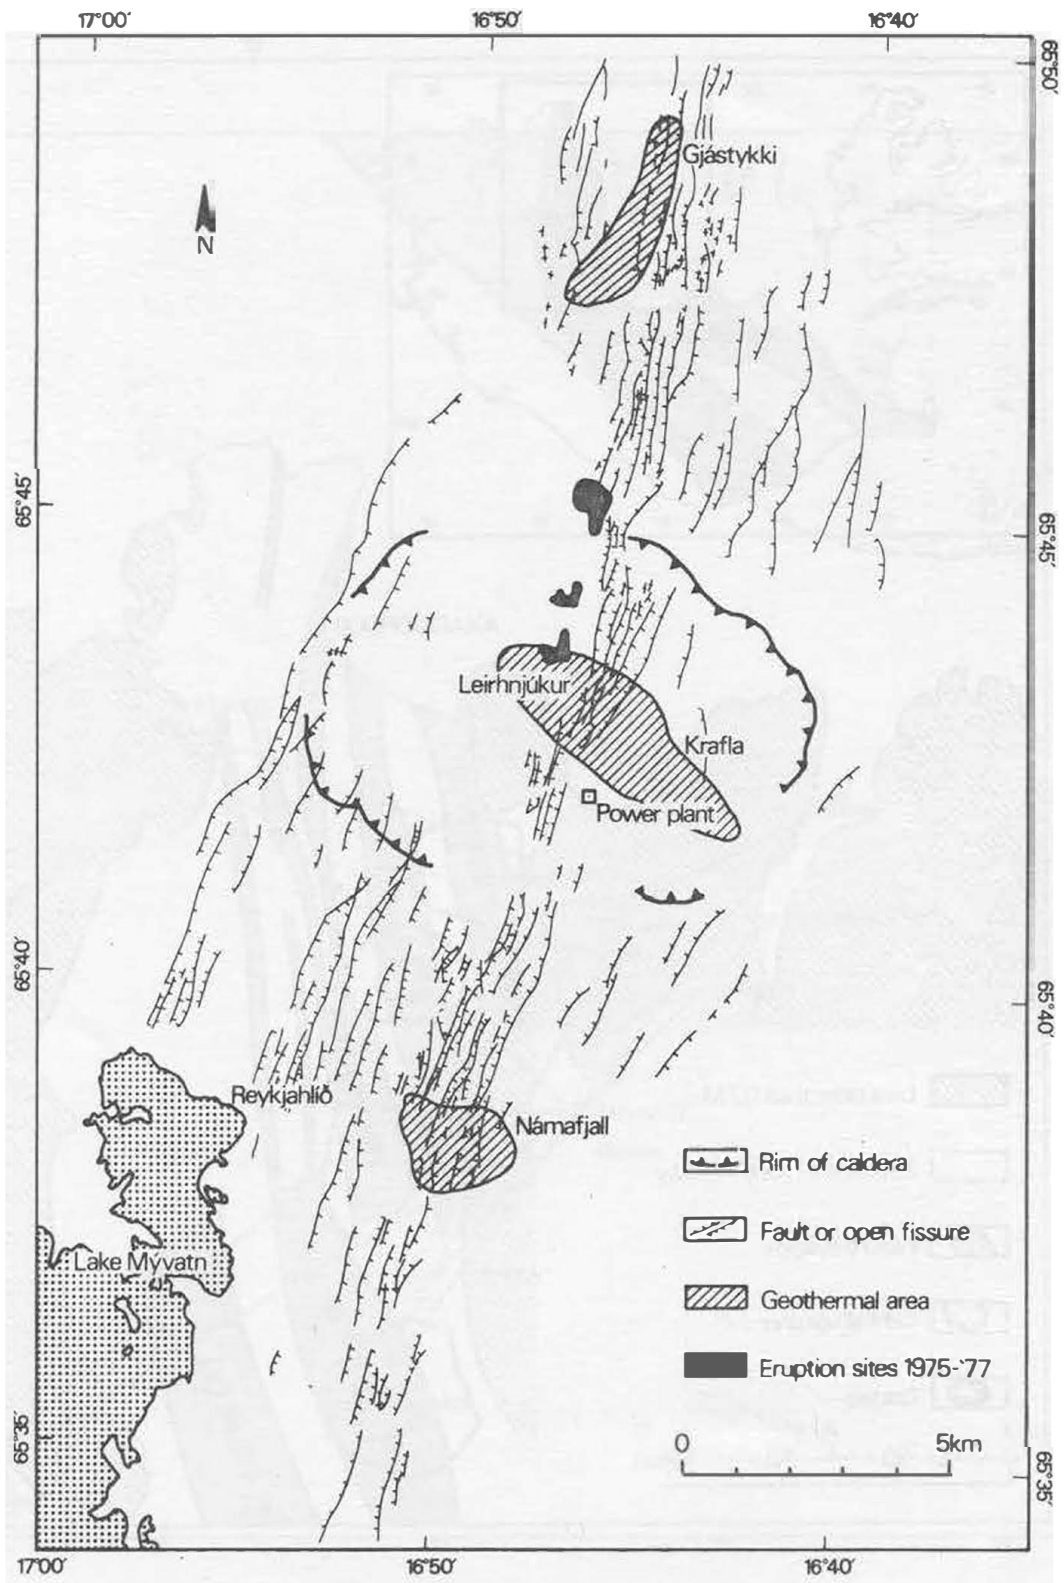 17°00′ 16°50′ 16°40′
65°50′
Gjástykki
N
65°45′
65°45′
Leirhnjúkur
Krafla
Power plant
65°40′
65°40′
Reykjahlíð
Námafjall
Rim of caldera
Fault or open fissure
Lake Mývatn
Geothermal area
Eruption sites 1975-'77
0 5km
65°35′
65°35′
17°00′ 16°50′ 16°40′